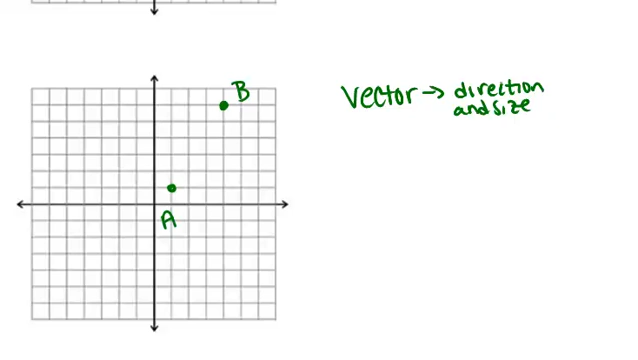 B
Vector → direction
and size
A